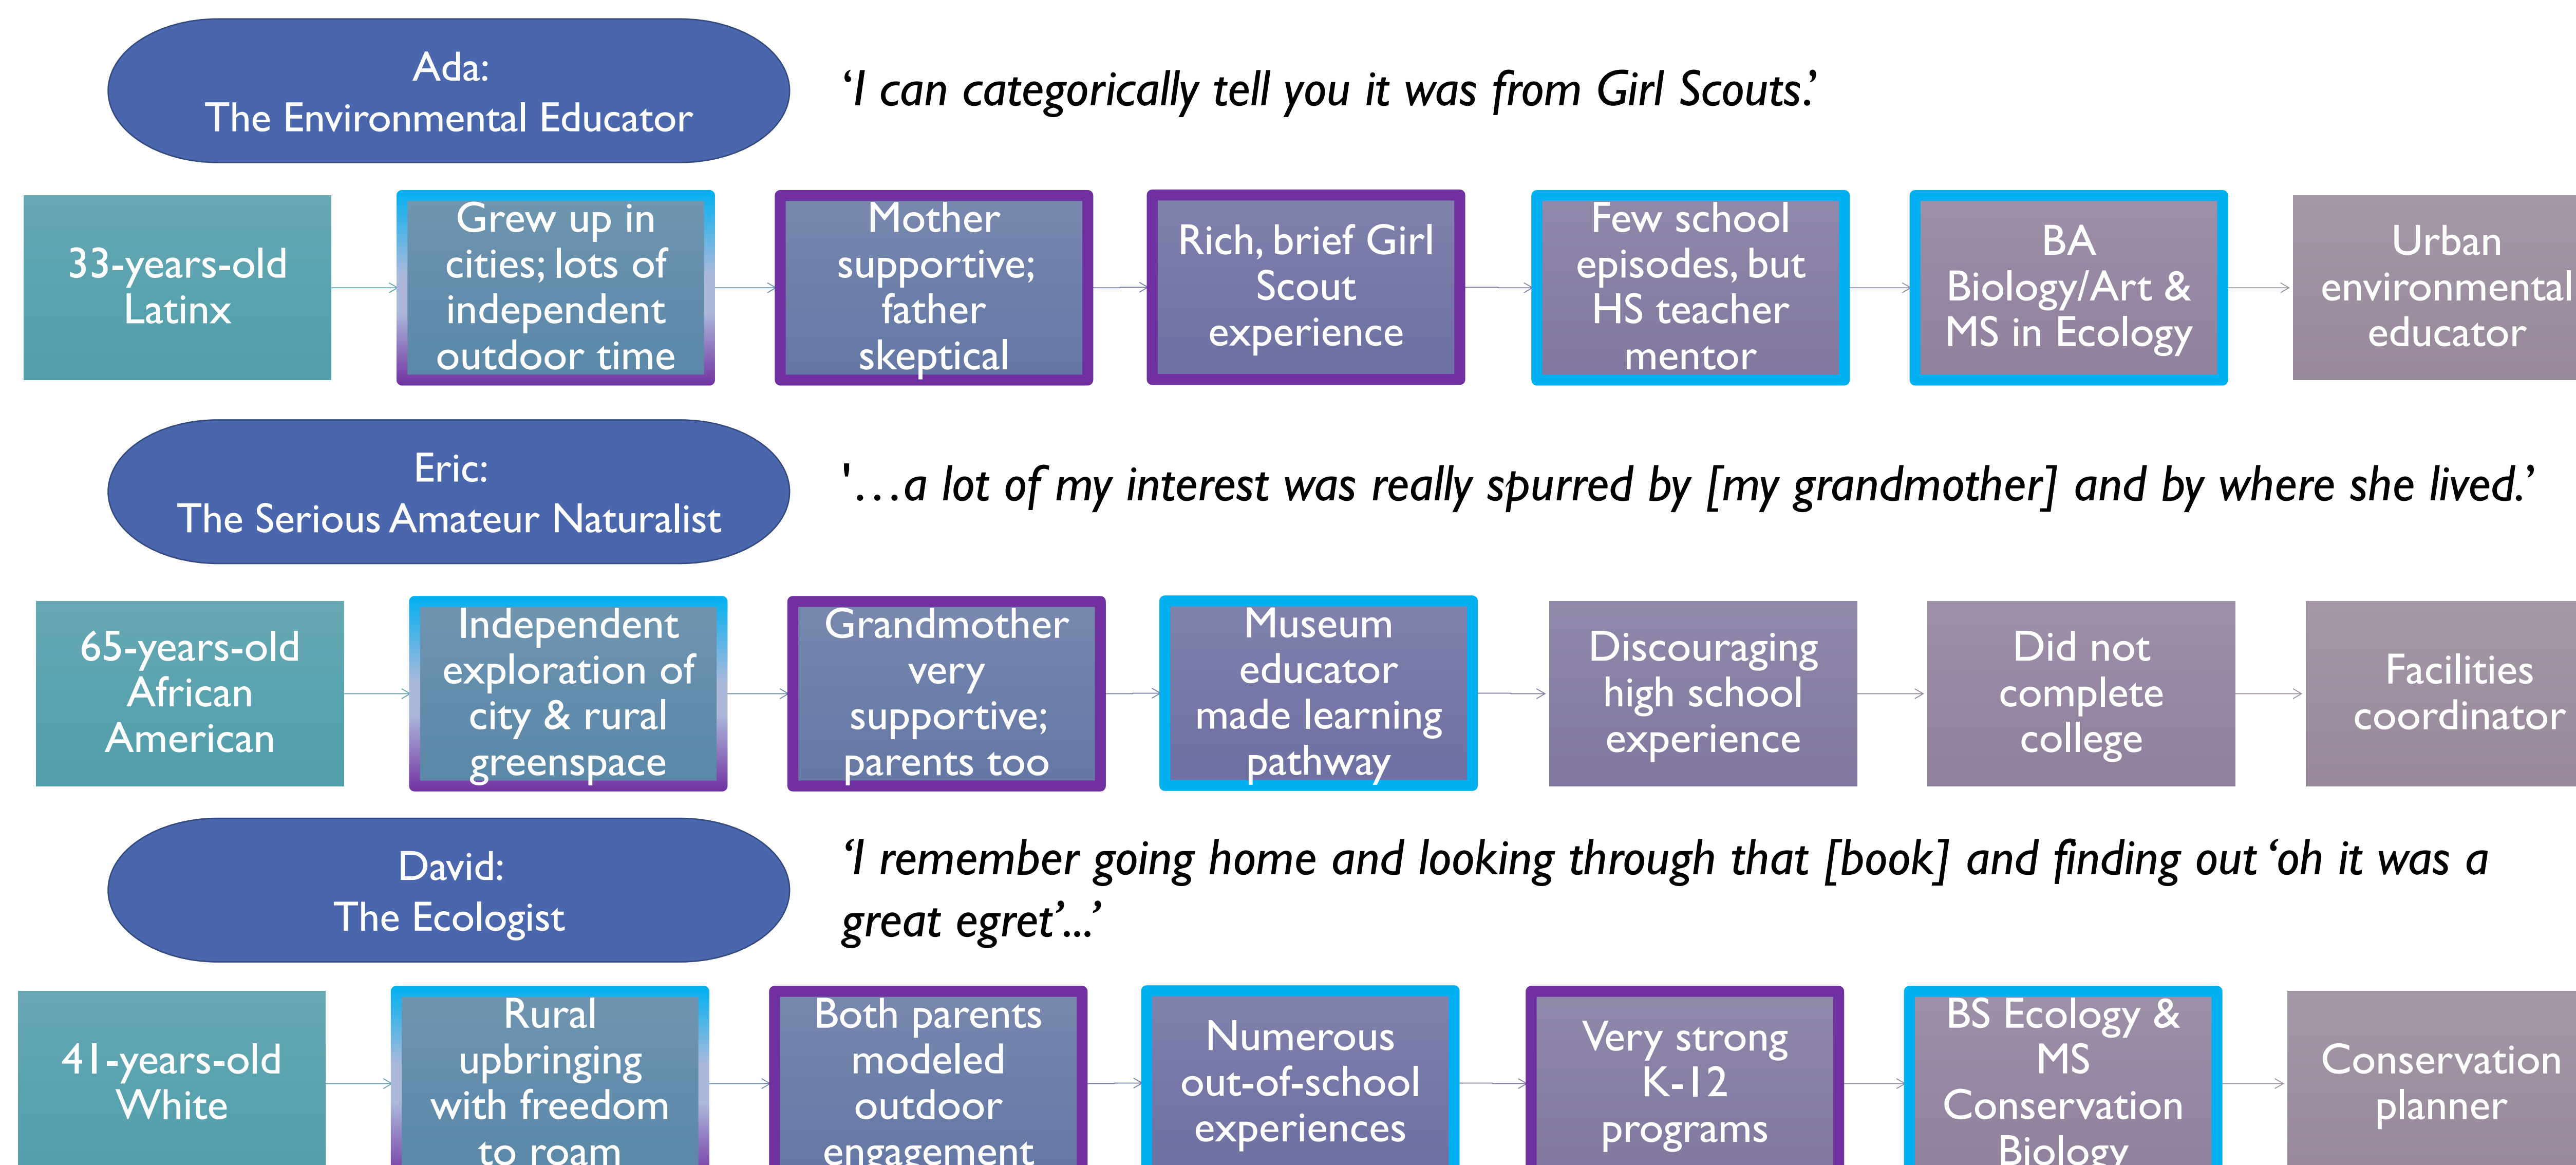 Ada:
The Environmental Educator
‘I can categorically tell you it was from Girl Scouts.’
33-years-old
Latinx
Grew up in
cities; lots of
independent
outdoor time
Mother
supportive;
father
skeptical
Rich, brief Girl
Scout
experience
Few school
episodes, but
HS teacher
mentor
BA
Biology/Art &
MS in Ecology
Urban
environmental
educator
Eric:
The Serious Amateur Naturalist
'…a lot of my interest was really spurred by [my grandmother] and by where she lived.’
65-years-old
African
American
Independent
exploration of
city & rural
greenspace
Grandmother
very
supportive;
parents too
Museum
educator
made learning
pathway
Discouraging
high school
experience
Did not
complete
college
Facilities
coordinator
David:
The Ecologist
‘I remember going home and looking through that [book] and finding out ‘oh it was a
great egret’...’
41-years-old
White
Rural
upbringing
with freedom
to roam
Both parents
modeled
outdoor
engagement
Numerous
out-of-school
experiences
Very strong
K-12
programs
BS Ecology &
MS
Conservation
Biology
Conservation
planner